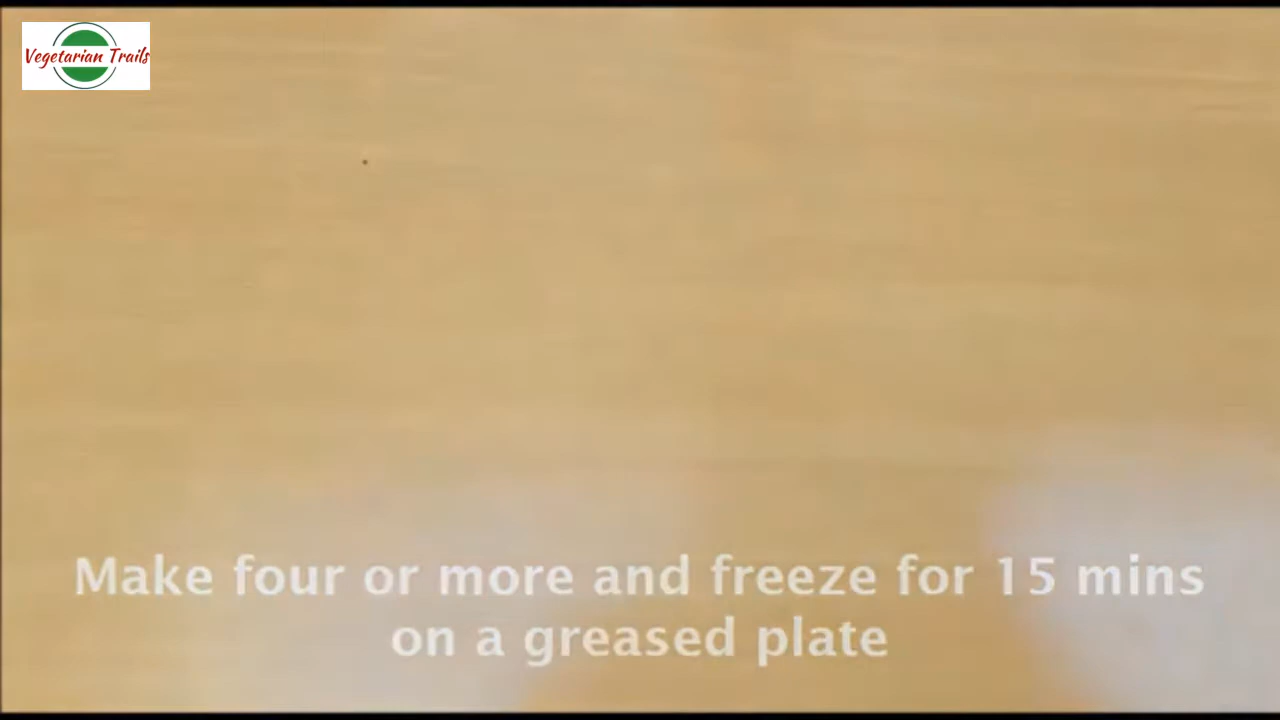 Vegetarian Trails
Make four or more and freeze for 15 mins
on a greased plate